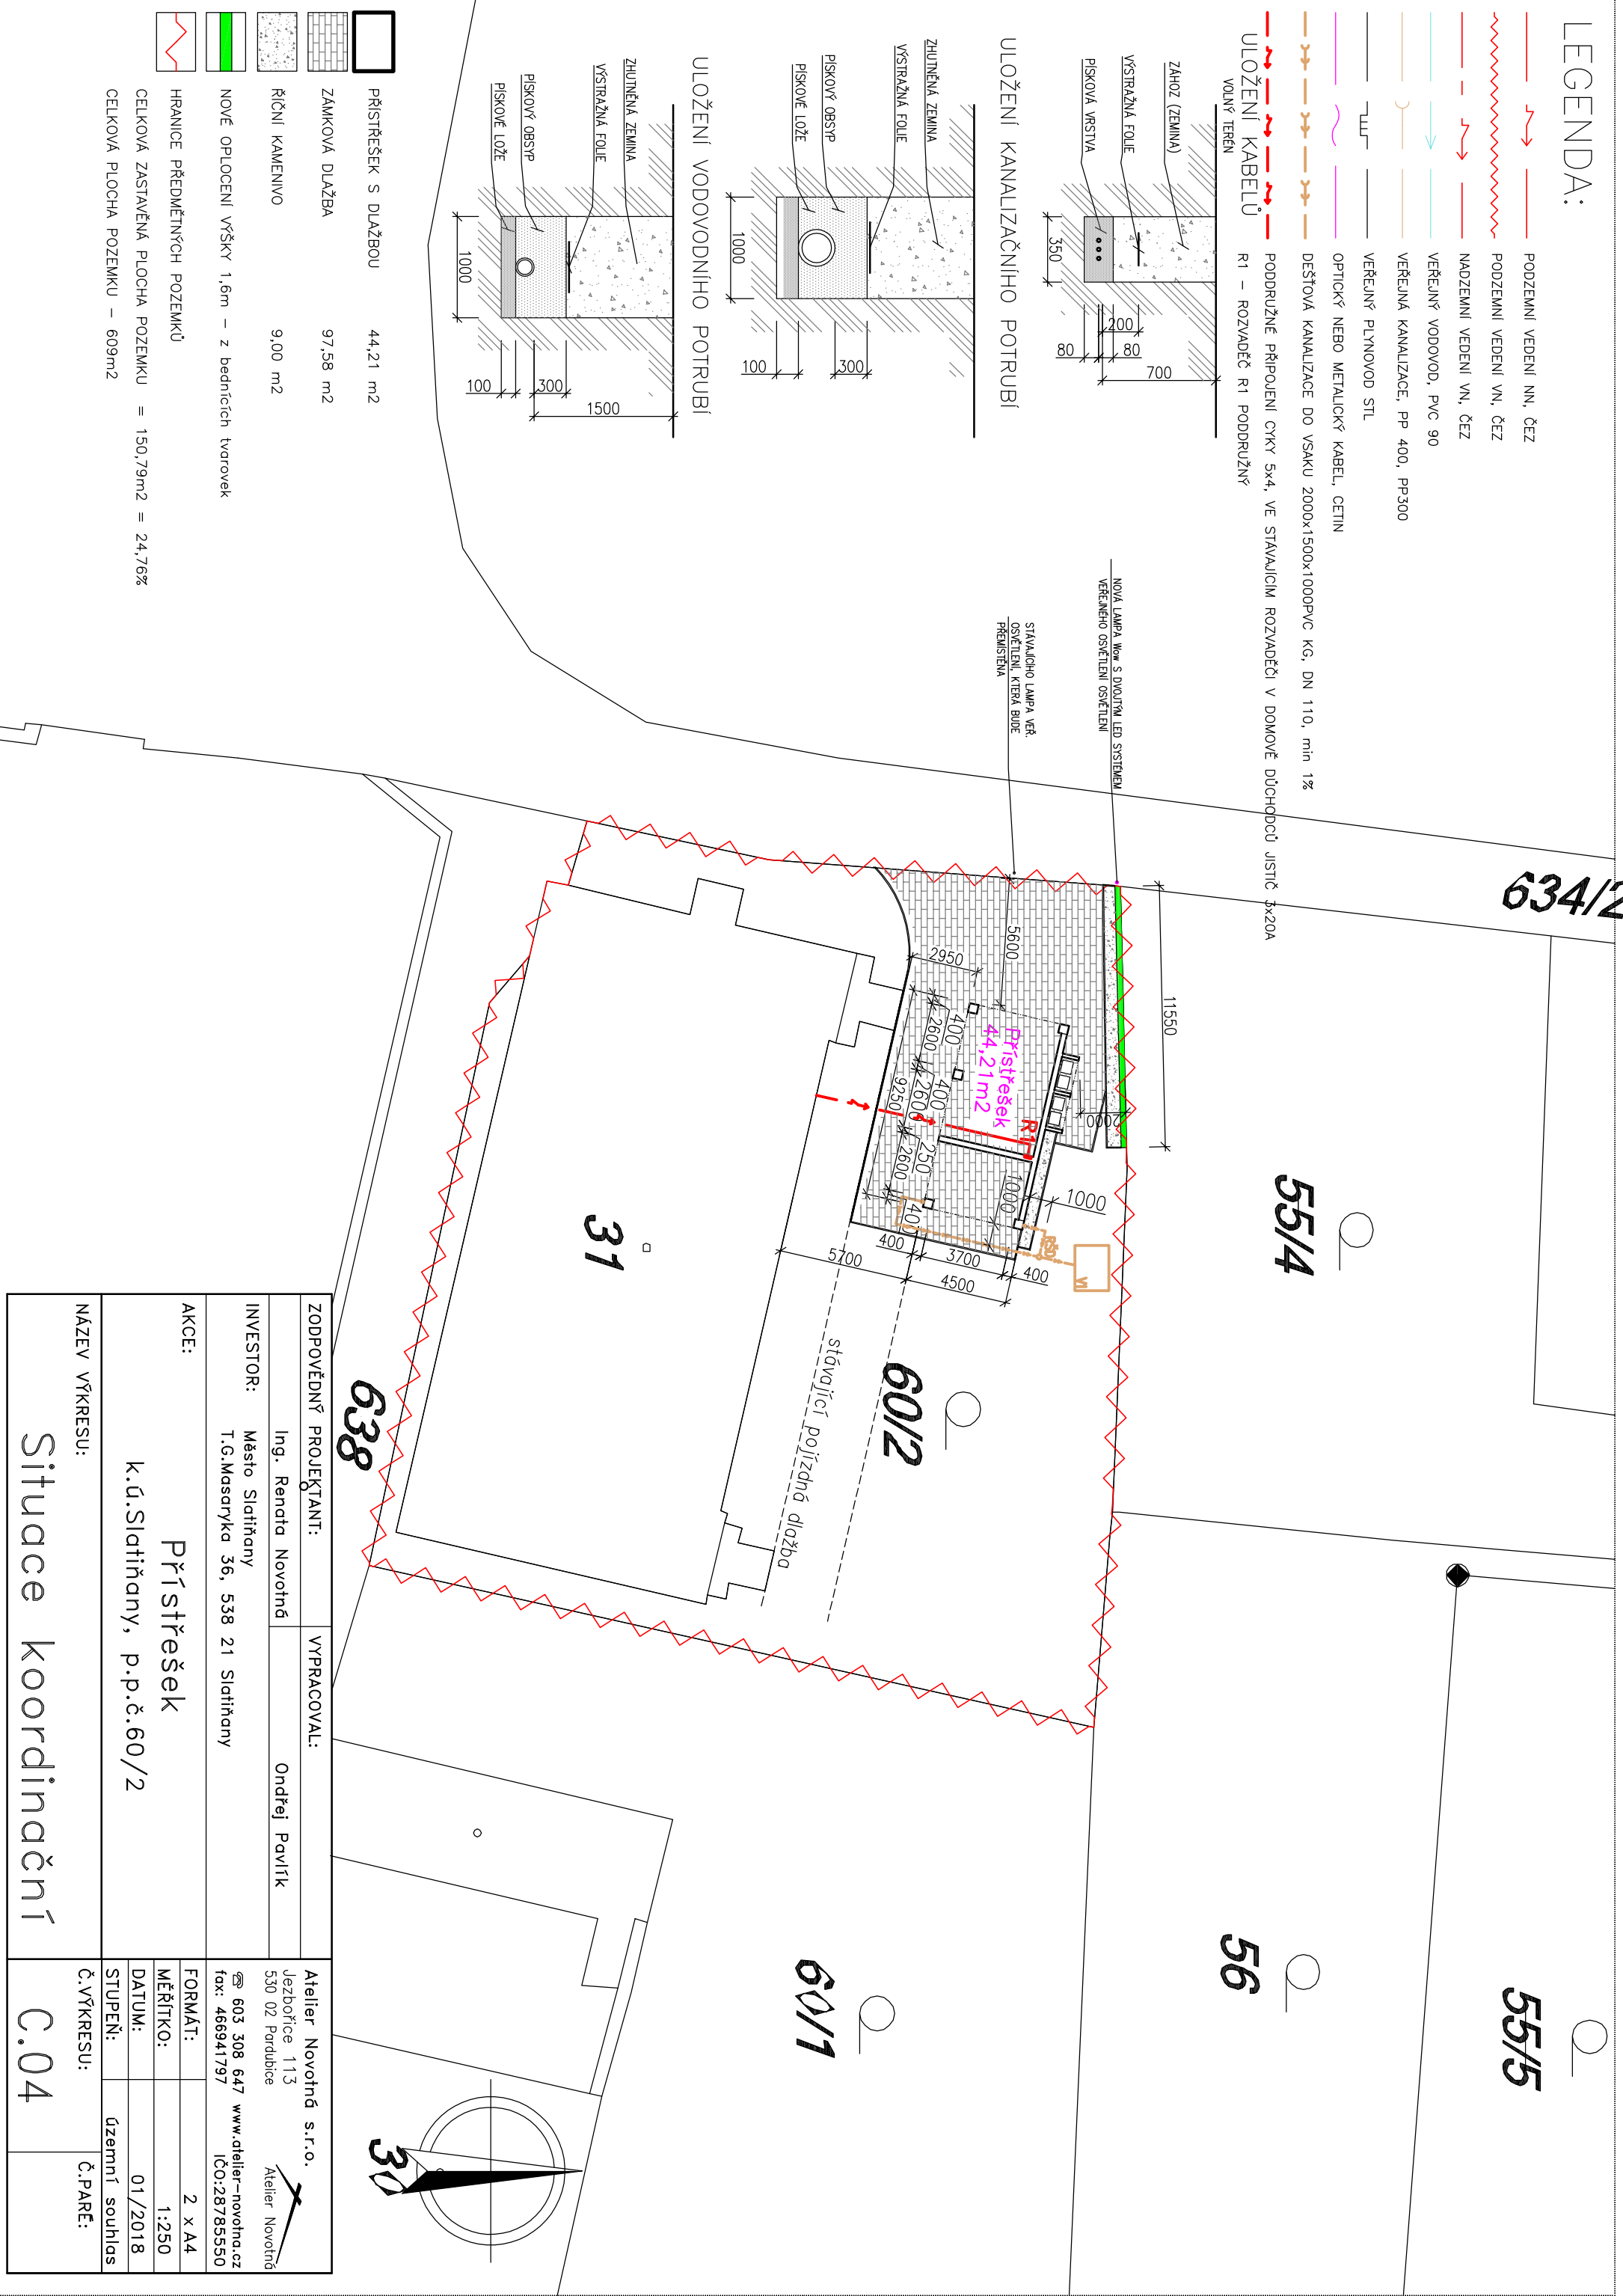 LEGENDA:
PODZEMNÍ VEDENÍ NN, ČEZ
PODZEMNÍ VEDENÍ VN, ČEZ
NADZEMNÍ VEDENÍ VN, ČEZ
VEŘEJNÝ VODOVOD, PVC 90
VEŘEJNÁ KANALIZACE, PP 400, PP300
VEŘEJNÝ PLYNOVOD STL
OPTICKÝ NEBO METALICKÝ KABEL, CETIN
DEŠŤOVÁ KANALIZACE DO VSAKU 2000x1500x1000PVC KG, DN 110, min 1%
PODDRUŽNÉ PŘIPOJENÍ CYKY 5x4, VE STÁVAJÍCÍM ROZVADĚČI V DOMOVĚ DŮCHODCŮ JISTIČ 3x20A
R1 – ROZVADĚČ R1 PODDRUŽNÝ
ULOŽENÍ KABELŮ
VOLNÝ TERÉN
ZÁHOZ (ZEMINA)
VÝSTRAŽNÁ FOLIE
PÍSKOVÁ VRSTVA
350
200
80
80
700
ULOŽENÍ KANALIZAČNÍHO POTRUBÍ
ZHUTNĚNÁ ZEMINA
VÝSTRAŽNÁ FOLIE
PÍSKOVÝ OBSYP
PÍSKOVÉ LOŽE
1000
300
100
ULOŽENÍ VODOVODNÍHO POTRUBÍ
ZHUTNĚNÁ ZEMINA
VÝSTRAŽNÁ FOLIE
PÍSKOVÝ OBSYP
PÍSKOVÉ LOŽE
1000
300
100
1500
PŘÍSTŘEŠEK S DLAŽBOU 44,21 m2
ZÁMKOVÁ DLAŽBA 97,58 m2
ŘÍČNÍ KAMENIVO 9,00 m2
NOVÉ OPLOCENÍ VÝŠKY 1,6m – z bednících tvarovek
HRANICE PŘEDMĚTNÝCH POZEMKŮ
CELKOVÁ ZASTAVĚNÁ PLOCHA POZEMKU = 150,79m2 = 24,76%
CELKOVÁ PLOCHA POZEMKU – 609m2
NOVÁ LAMPA Wow S DVOJITÝM LED SYSTÉMEM
VEŘEJNÉHO OSVĚTLENÍ OSVĚTLENÍ
STÁVAJÍCÍHO LAMPA VEŘ.
OSVĚTLENÍ, KTERÁ BUDE
PŘEMÍSTĚNA
634/2
55/4
55/5
56
60/1
60/2
31
638
11550
5600
2950
Přístřešek
44,21m2
R1
2000
400
2600
400
2600
250
2600
400
9250
1000
1000
400
3700
400
5700
4500
RŠD
VI
stávající pojízdná dlažba
ZODPOVĚDNÝ PROJEKTANT:
Ing. Renata Novotná
VYPRACOVAL:
Ondřej Pavlík
INVESTOR: Město Slatiňany
T.G.Masaryka 36, 538 21 Slatiňany
AKCE:
Přístřešek
k.ú.Slatiňany, p.p.č.60/2
NÁZEV VÝKRESU:
Situace koordinační
Atelier Novotná s.r.o.
Jezbořice 113
530 02 Pardubice
Atelier Novotná
☎ 603 308 647 www.atelier-novotna.cz
fax: 466941797 IČO:28785550
FORMÁT: 2 x A4
MĚŘÍTKO: 1:250
DATUM: 01/2018
STUPEŇ: územní souhlas
Č.VÝKRESU:
C.04
Č.PARÉ: